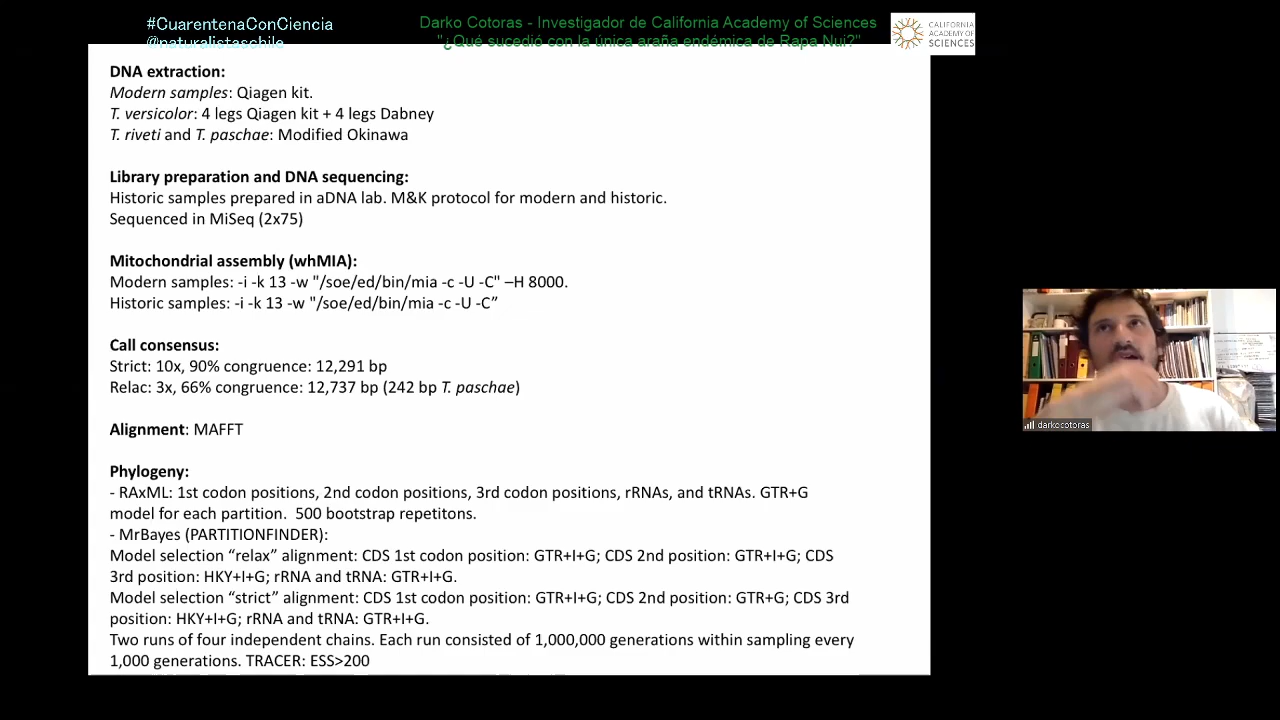 #CuarentenaConCiencia
@naturalistaschile
Darko Cotoras - Investigador de California Academy of Sciences
"¿Qué sucedió con la única araña endémica de Rapa Nui?"
CALIFORNIA
ACADEMY OF
SCIENCES
DNA extraction:
Modern samples: Qiagen kit.
T. versicolor: 4 legs Qiagen kit + 4 legs Dabney
T. riveti and T. paschae: Modified Okinawa
Library preparation and DNA sequencing:
Historic samples prepared in aDNA lab. M&K protocol for modern and historic.
Sequenced in MiSeq (2x75)
Mitochondrial assembly (whMIA):
Modern samples: -i -k 13 -w "/soe/ed/bin/mia -c -U -C" –H 8000.
Historic samples: -i -k 13 -w "/soe/ed/bin/mia -c -U -C”
Call consensus:
Strict: 10x, 90% congruence: 12,291 bp
Relac: 3x, 66% congruence: 12,737 bp (242 bp T. paschae)
Alignment: MAFFT
Phylogeny:
- RAxML: 1st codon positions, 2nd codon positions, 3rd codon positions, rRNAs, and tRNAs. GTR+G
model for each partition. 500 bootstrap repetitons.
- MrBayes (PARTITIONFINDER):
Model selection “relax” alignment: CDS 1st codon position: GTR+I+G; CDS 2nd position: GTR+I+G; CDS
3rd position: HKY+I+G; rRNA and tRNA: GTR+I+G.
Model selection “strict” alignment: CDS 1st codon position: GTR+I+G; CDS 2nd position: GTR+G; CDS 3rd
position: HKY+I+G; rRNA and tRNA: GTR+I+G.
Two runs of four independent chains. Each run consisted of 1,000,000 generations within sampling every
1,000 generations. TRACER: ESS>200
darkocotoras